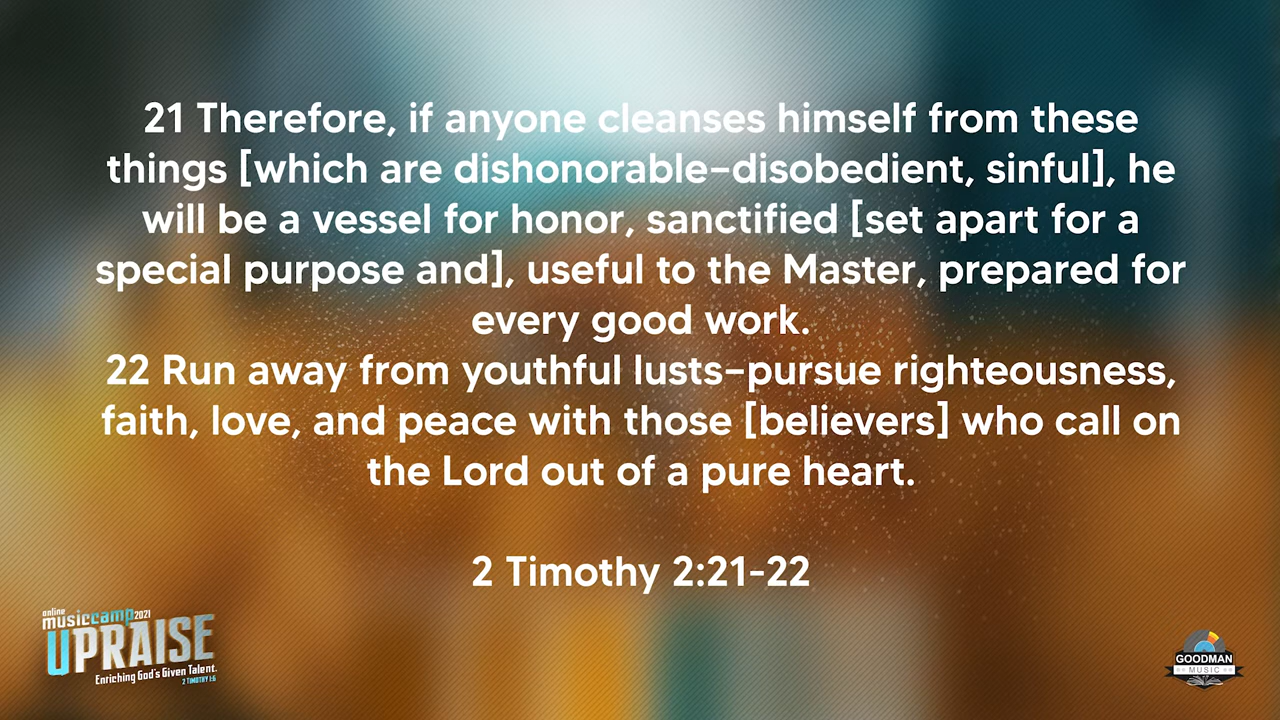 21 Therefore, if anyone cleanses himself from these
things [which are dishonorable–disobedient, sinful], he
will be a vessel for honor, sanctified [set apart for a
special purpose and], useful to the Master, prepared for
every good work.
22 Run away from youthful lusts–pursue righteousness,
faith, love, and peace with those [believers] who call on
the Lord out of a pure heart.
2 Timothy 2:21-22
online
musiccamp2021
UPRAISE
Enriching God's Given Talent.
2 TIMOTHY 1:6
GOODMAN
MUSIC